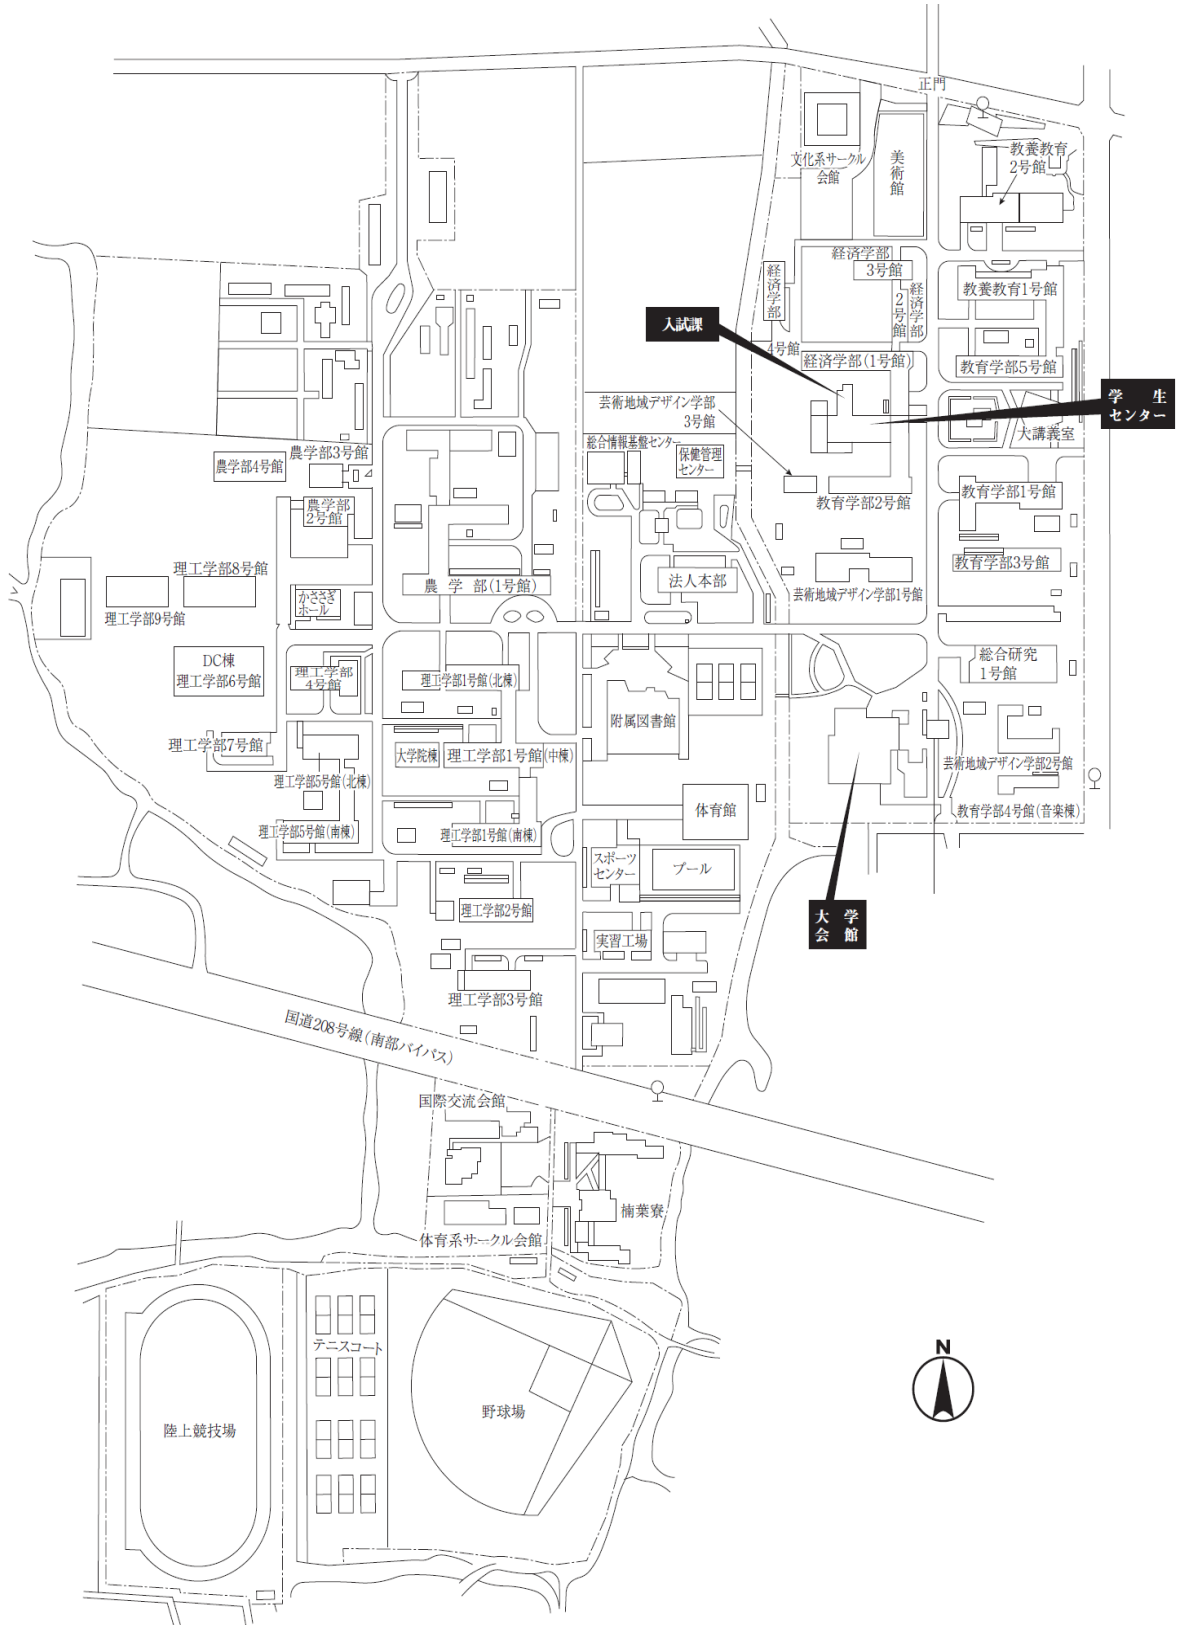 正門
教養教育
2号館
文化系サークル
会館
美術館
経済学部
3号館
経済学部
4号館
経済学部
2号館
教養教育1号館
入試課
経済学部(1号館)
教育学部5号館
学生
センター
芸術地域デザイン学部
3号館
大講義室
総合情報基盤センター
保健管理
センター
農学部3号館
農学部4号館
教育学部2号館
教育学部1号館
農学部
2号館
理工学部8号館
農学部(1号館)
法人本部
教育学部3号館
かささぎ
ホール
芸術地域デザイン学部1号館
理工学部9号館
DC棟
理工学部6号館
理工学部
4号館
理工学部1号館(北棟)
総合研究
1号館
附属図書館
理工学部7号館
大学院棟
理工学部1号館(中棟)
芸術地域デザイン学部2号館
理工学部5号館(北棟)
体育館
教育学部4号館(音楽棟)
理工学部5号館(南棟)
理工学部1号館(南棟)
スポーツ
センター
プール
理工学部2号館
大学
会館
実習工場
理工学部3号館
国道208号線(南部バイパス)
国際交流会館
楠葉寮
体育系サークル会館
テニスコート
N
野球場
陸上競技場